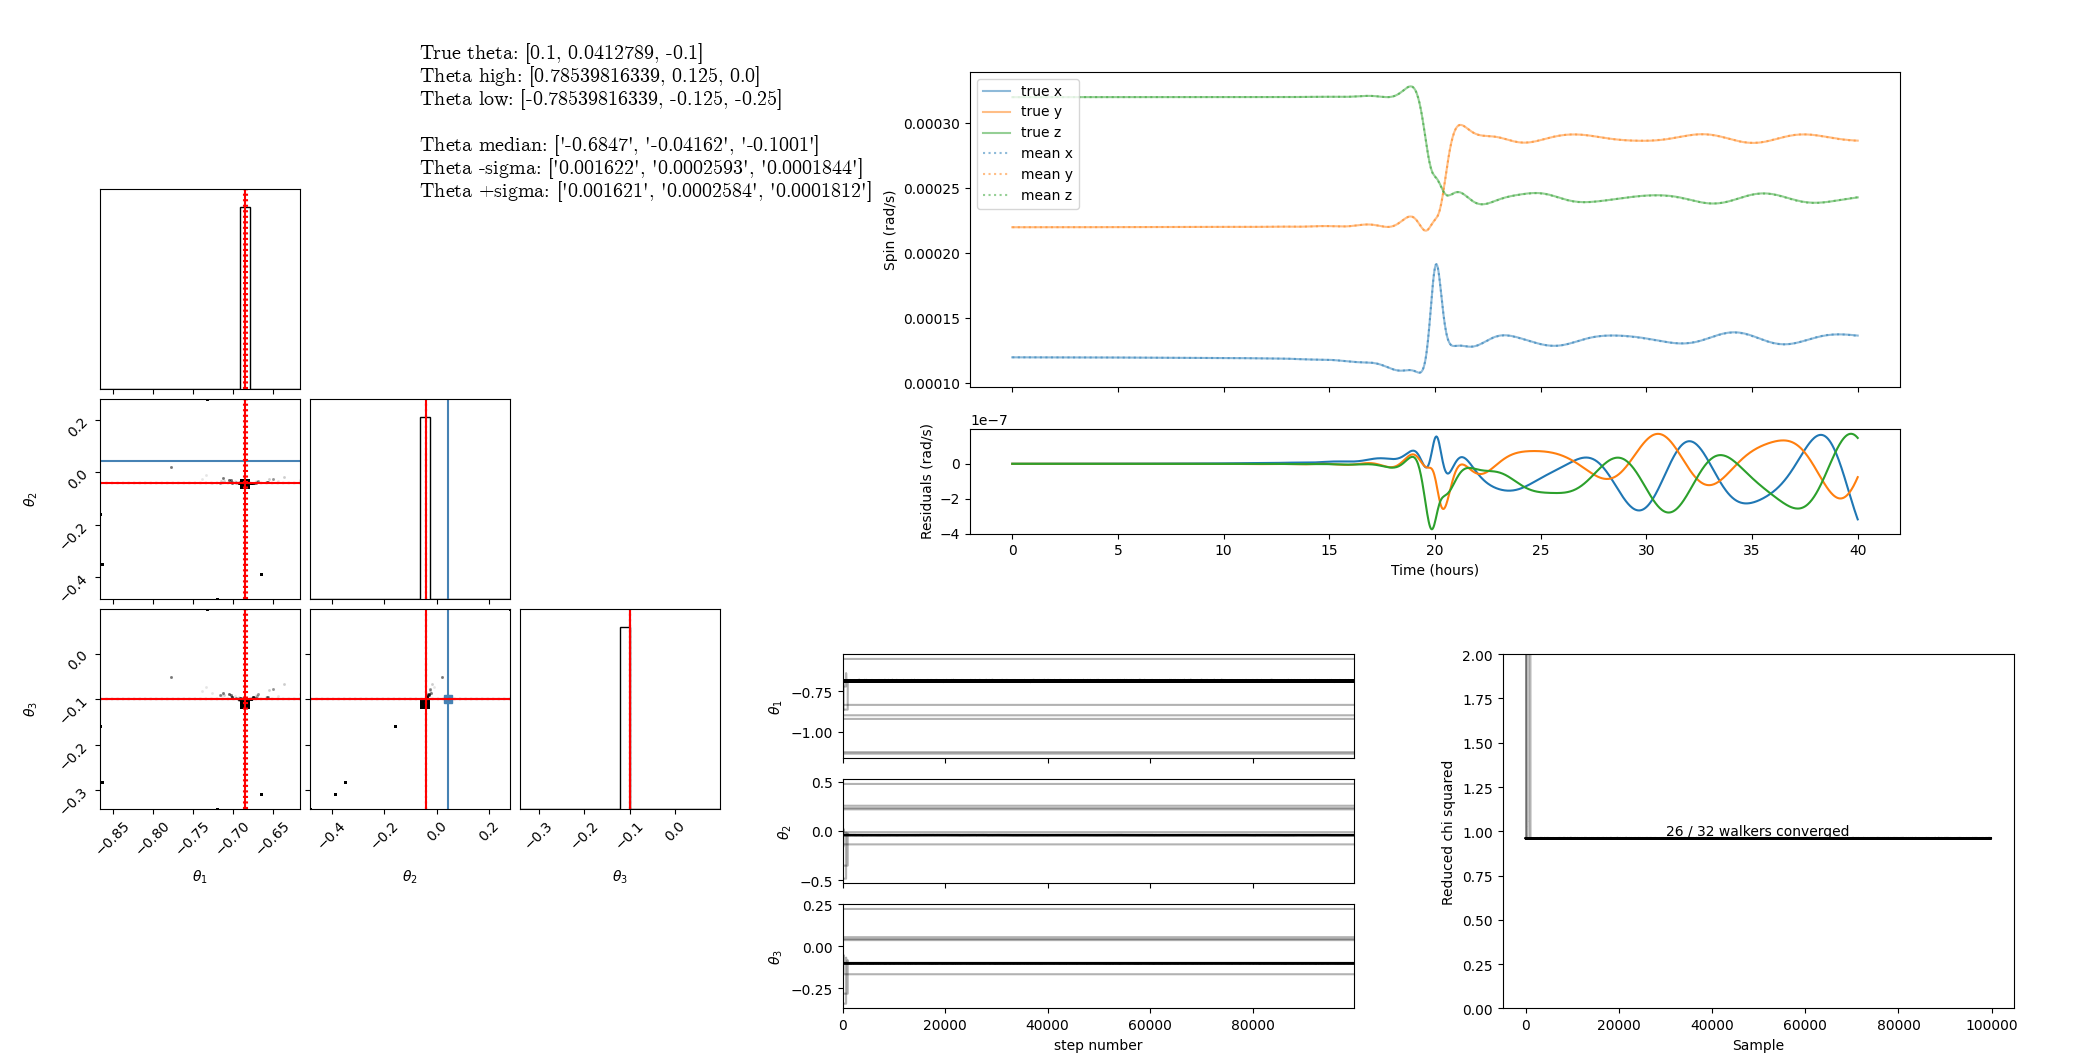 True theta: [0.1, 0.0412789, -0.1]
Theta high: [0.78539816339, 0.125, 0.0]
Theta low: [-0.78539816339, -0.125, -0.25]
Theta median: ['-0.6847', '-0.04162', '-0.1001']
Theta -sigma: ['0.001622', '0.0002593', '0.0001844']
Theta +sigma: ['0.001621', '0.0002584', '0.0001812']
θ2
0.2
0.0
−0.2
−0.4
θ3
0.0
−0.1
−0.2
−0.3
−0.85
−0.80
−0.75
−0.70
−0.65
θ1
−0.4
−0.2
0.0
0.2
θ2
−0.3
−0.2
−0.1
0.0
θ3
true x
true y
true z
mean x
mean y
mean z
Spin (rad/s)
0.00030
0.00025
0.00020
0.00015
0.00010
1e−7
Residuals (rad/s)
0
−2
−4
0
5
10
15
20
25
30
35
40
Time (hours)
θ1
−0.75
−1.00
θ2
0.5
0.0
−0.5
θ3
0.25
0.00
−0.25
0
20000
40000
60000
80000
step number
Reduced chi squared
2.00
1.75
1.50
1.25
1.00
0.75
0.50
0.25
0.00
26 / 32 walkers converged
0
20000
40000
60000
80000
100000
Sample